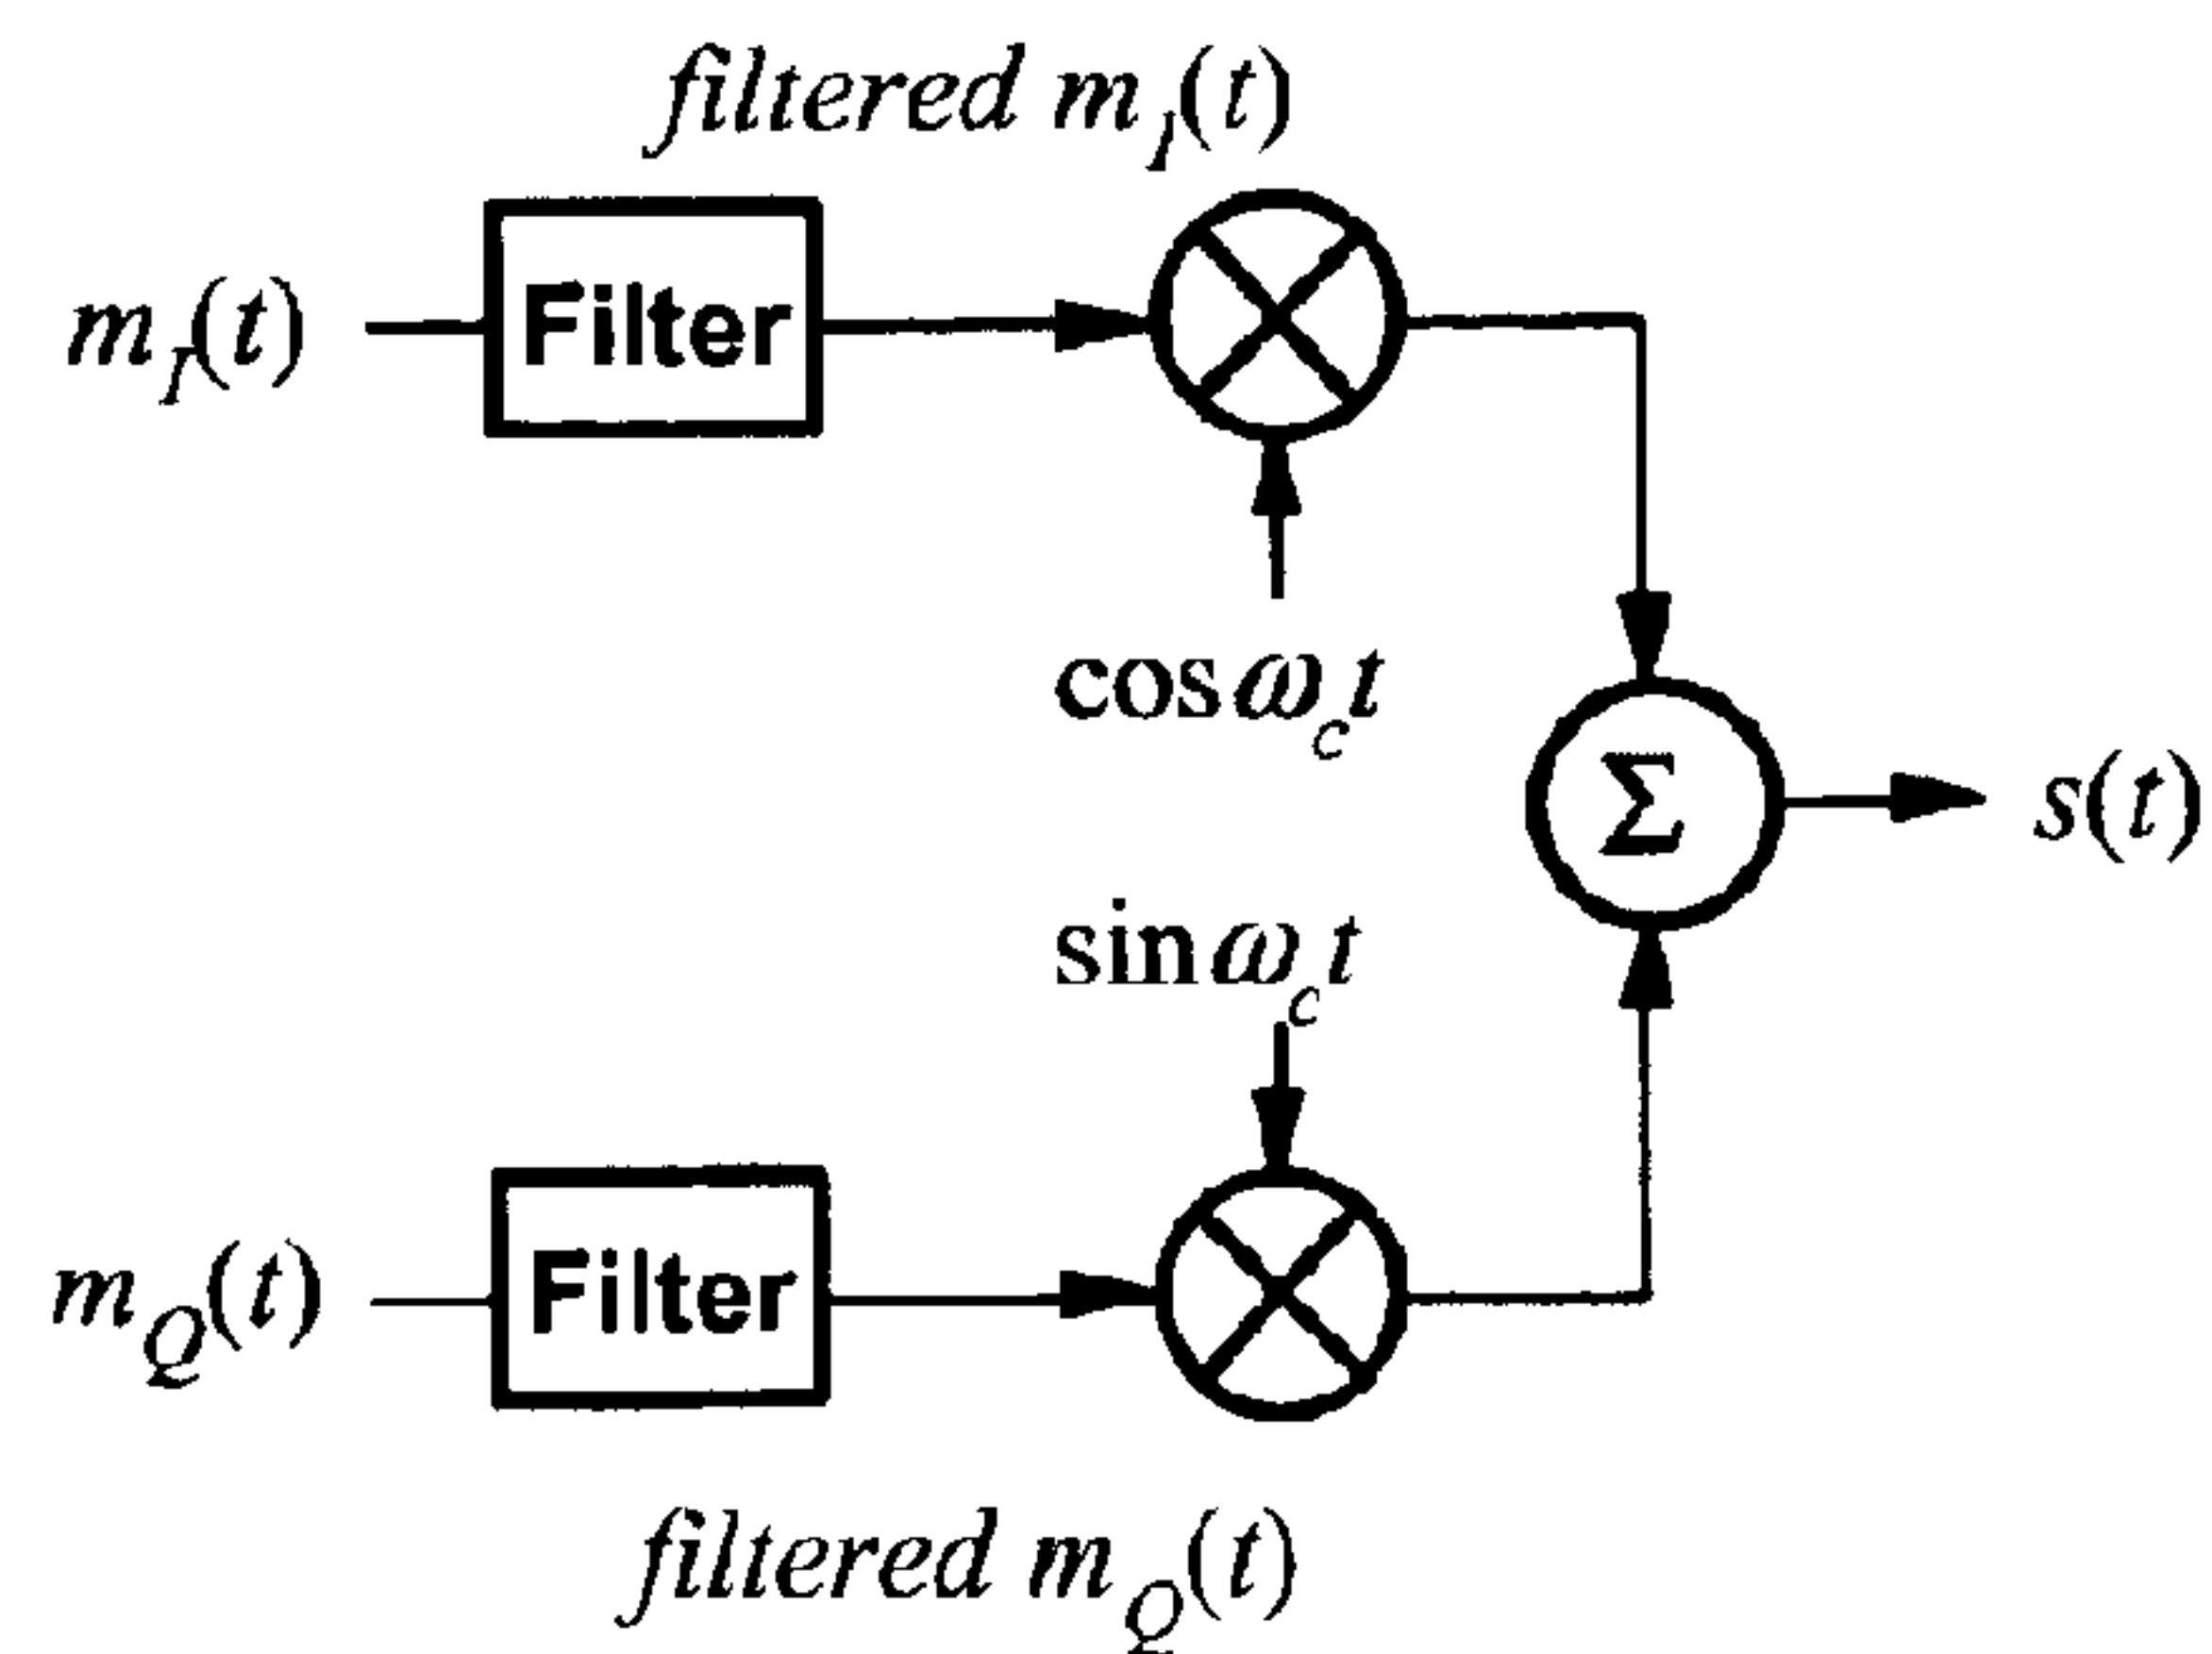 filtered m_I(t)
m_I(t)
Filter
cos ω_c t
Σ
s(t)
sin ω_c t
m_Q(t)
Filter
filtered m_Q(t)